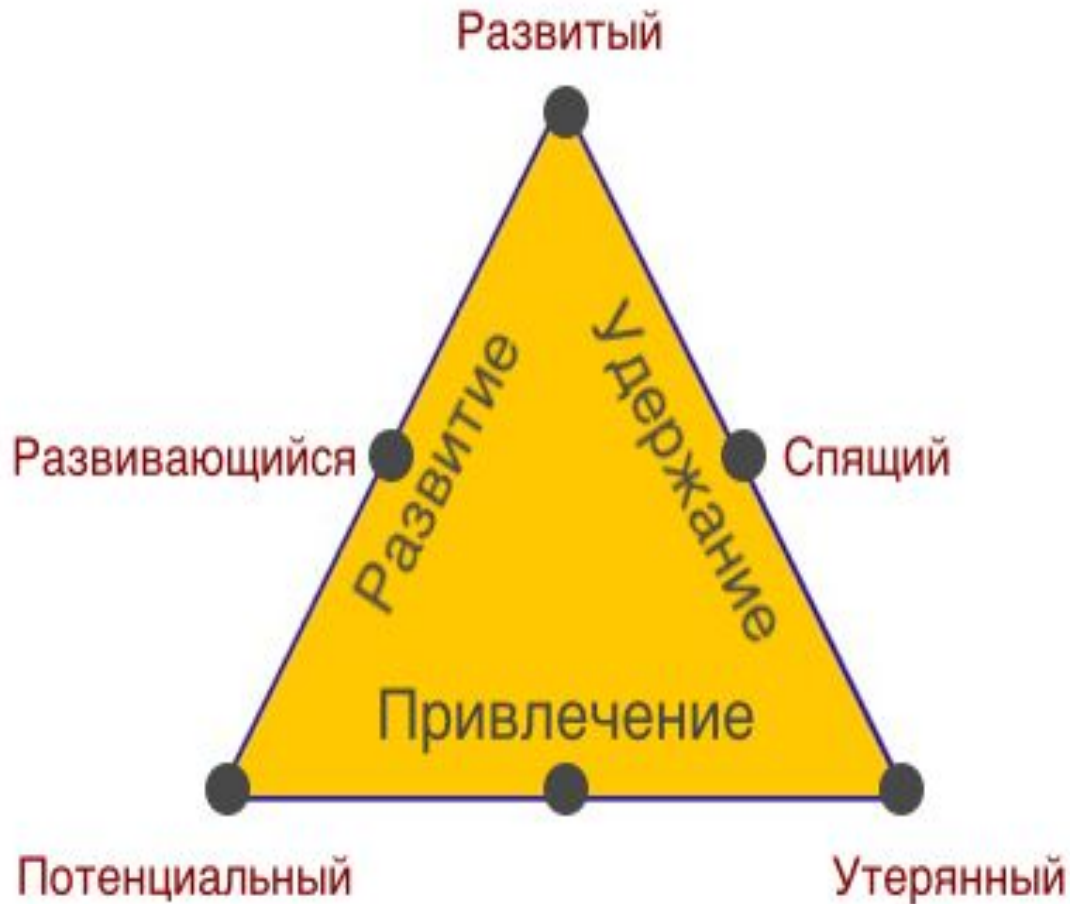 Развитый
Развитие
Удержание
Развивающийся
Спящий
Привлечение
Потенциальный
Утерянный